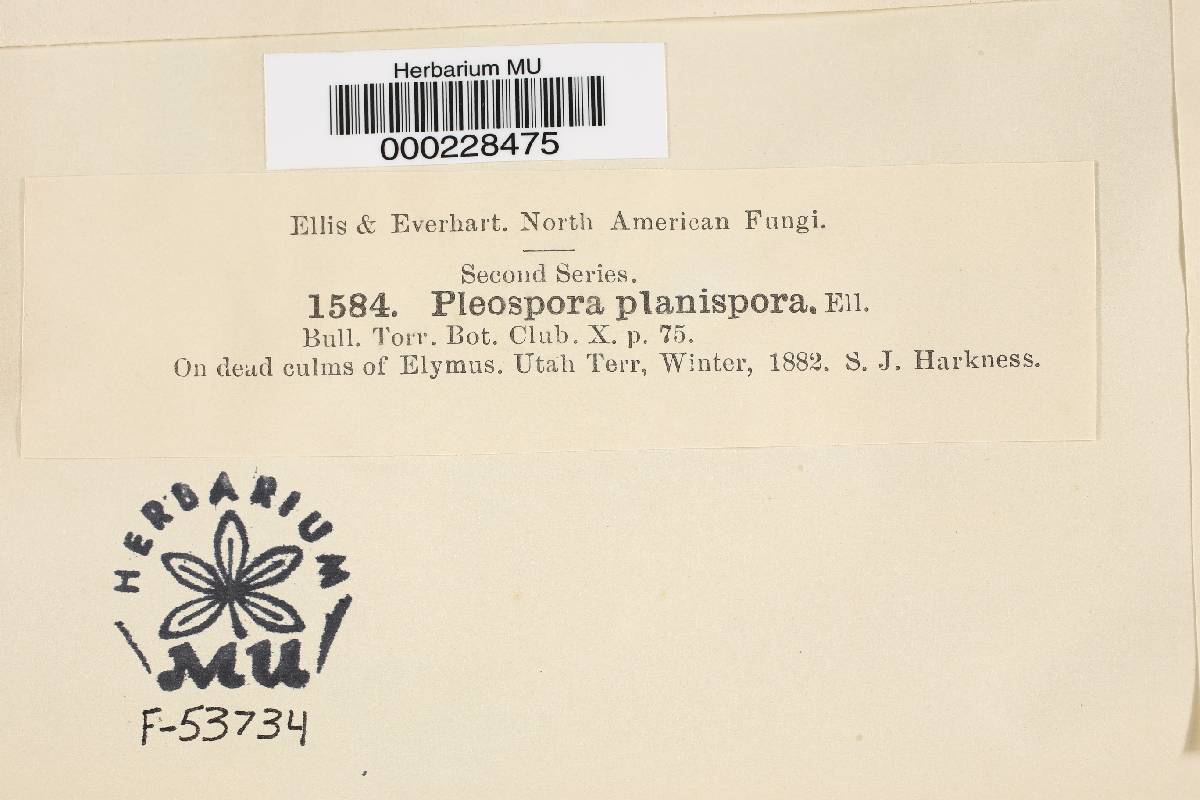 Herbarium MU
000228475
Ellis & Everhart. North American Fungi.
Second Series.
1584. Pleospora planispora. Ell.
Bull. Torr. Bot. Club. X. p. 75.
On dead culms of Elymus. Utah Terr, Winter, 1882. S. J. Harkness.
HERBARIUM
MU
F-53734